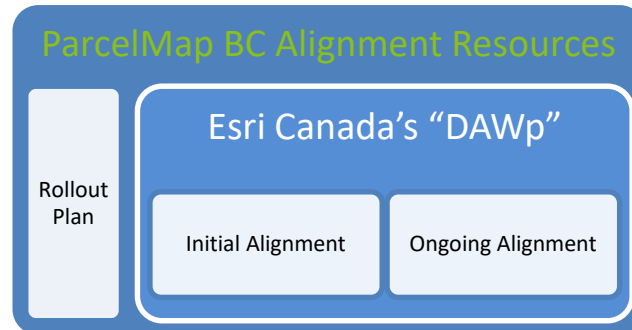 ParcelMap BC Alignment Resources
Rollout
Plan
Esri Canada’s “DAWp”
Initial Alignment
Ongoing Alignment